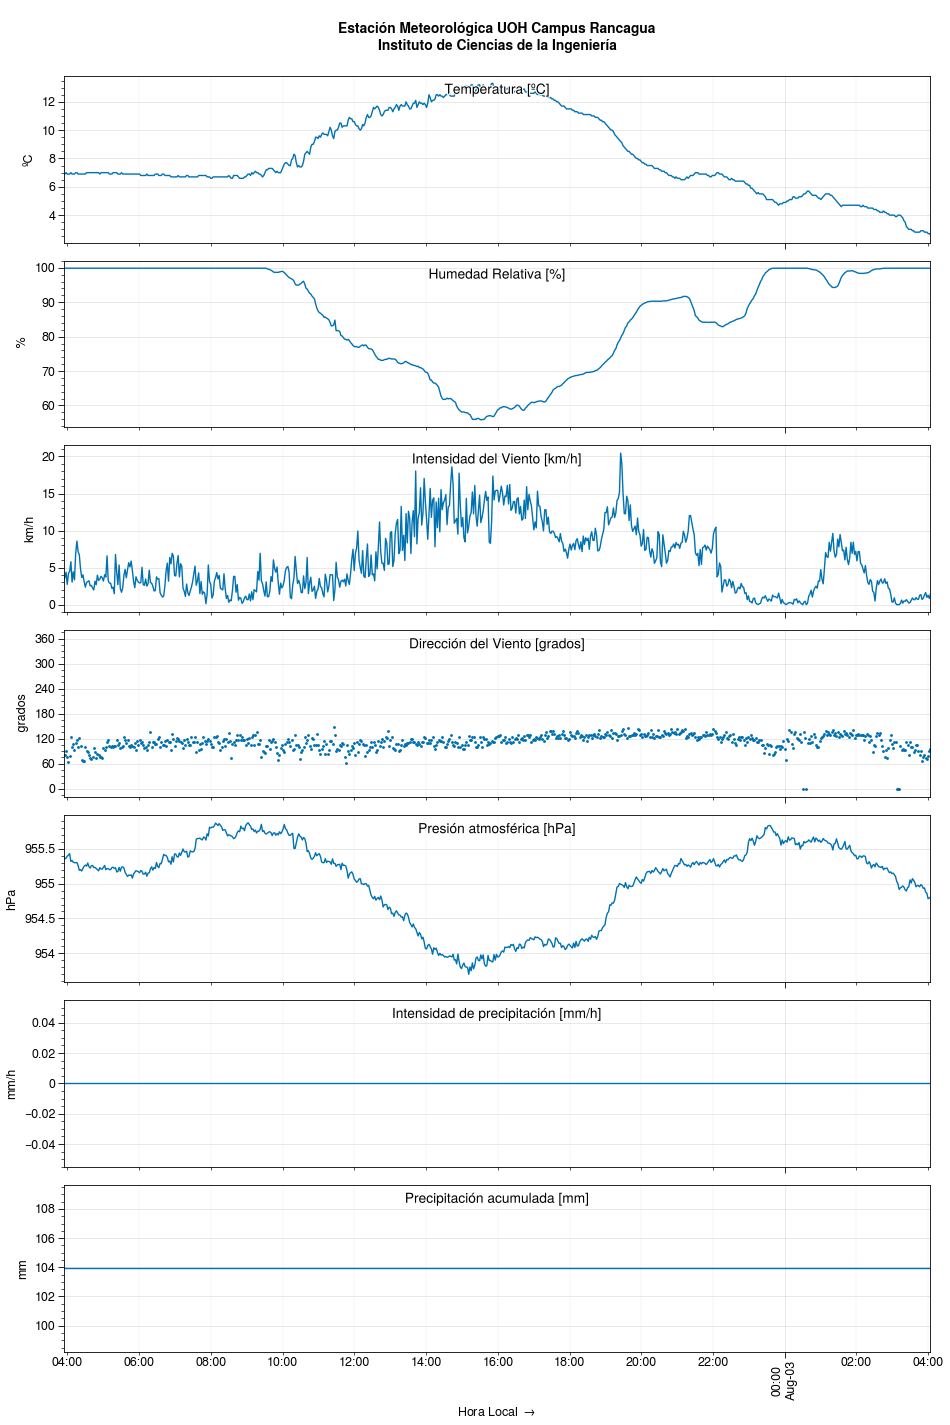 Estación Meteorológica UOH Campus Rancagua
Instituto de Ciencias de la Ingeniería
Temperatura [ºC]
ºC
12
10
8
6
4
Humedad Relativa [%]
%
100
90
80
70
60
Intensidad del Viento [km/h]
km/h
20
15
10
5
0
Dirección del Viento [grados]
grados
360
300
240
180
120
60
0
Presión atmosférica [hPa]
hPa
955.5
955
954.5
954
Intensidad de precipitación [mm/h]
mm/h
0.04
0.02
0
−0.02
−0.04
Precipitación acumulada [mm]
mm
108
106
104
102
100
04:00 06:00 08:00 10:00 12:00 14:00 16:00 18:00 20:00 22:00 00:00 02:00 04:00
Aug-03
Hora Local →